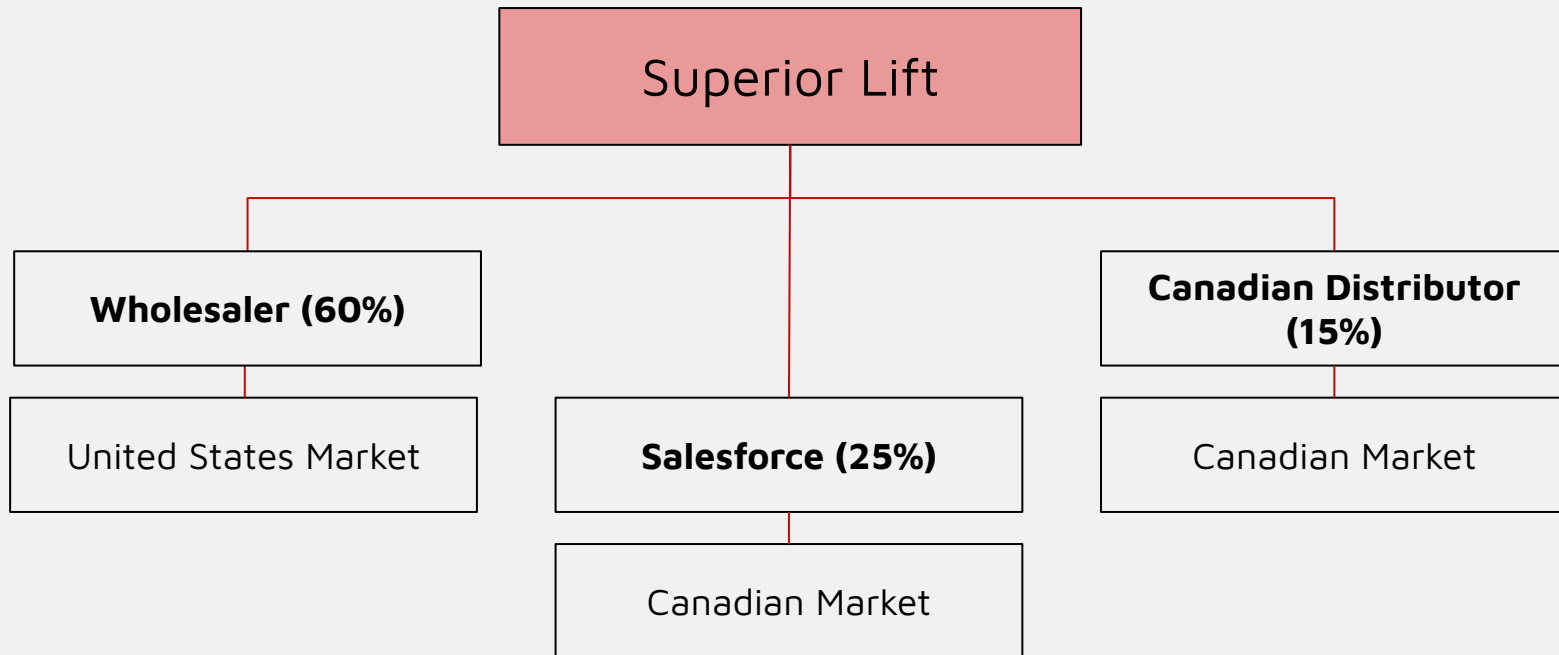 Superior Lift
Wholesaler (60%)
United States Market
Salesforce (25%)
Canadian Market
Canadian Distributor
(15%)
Canadian Market